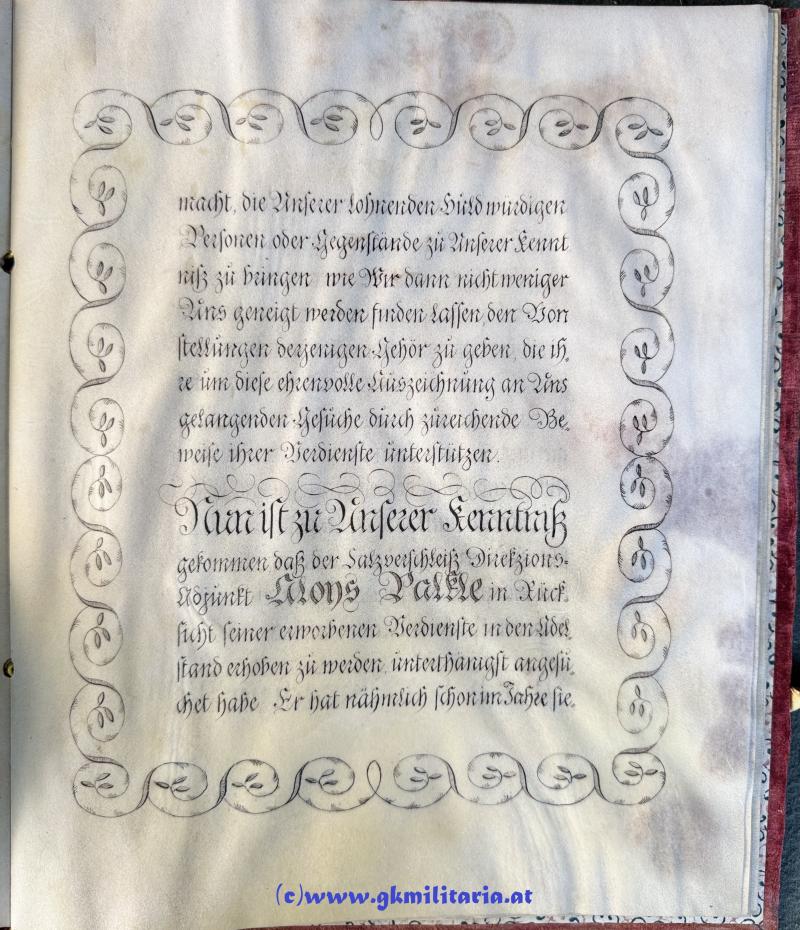 macht, die Unserer lohnenden Huld würdigen
Personen oder Gegenstände zu Unserer Kennt
niß zu bringen wie Wir dann nicht weniger
Uns geneigt werden finden lassen, den Vor
stellungen derjenigen Gehör zu geben, die ih,
re um diese ehrenvolle Auszeichnung an Uns
gelangenden Gesuche durch zureichende Be,
weise ihrer Verdienste unterstützen.
Nun ist zu Unserer Kenntniß
gekommen daß der Salzverschleiß Direkzions-
Adjunkt Aloys Palkle in Rück,
sicht seiner erworbenen Verdienste in den Adel
stand erhoben zu werden, unterthänigst angesu,
chet habe Er hat nähmlich schon im Jahre sie,
(c)www.gkmilitaria.at